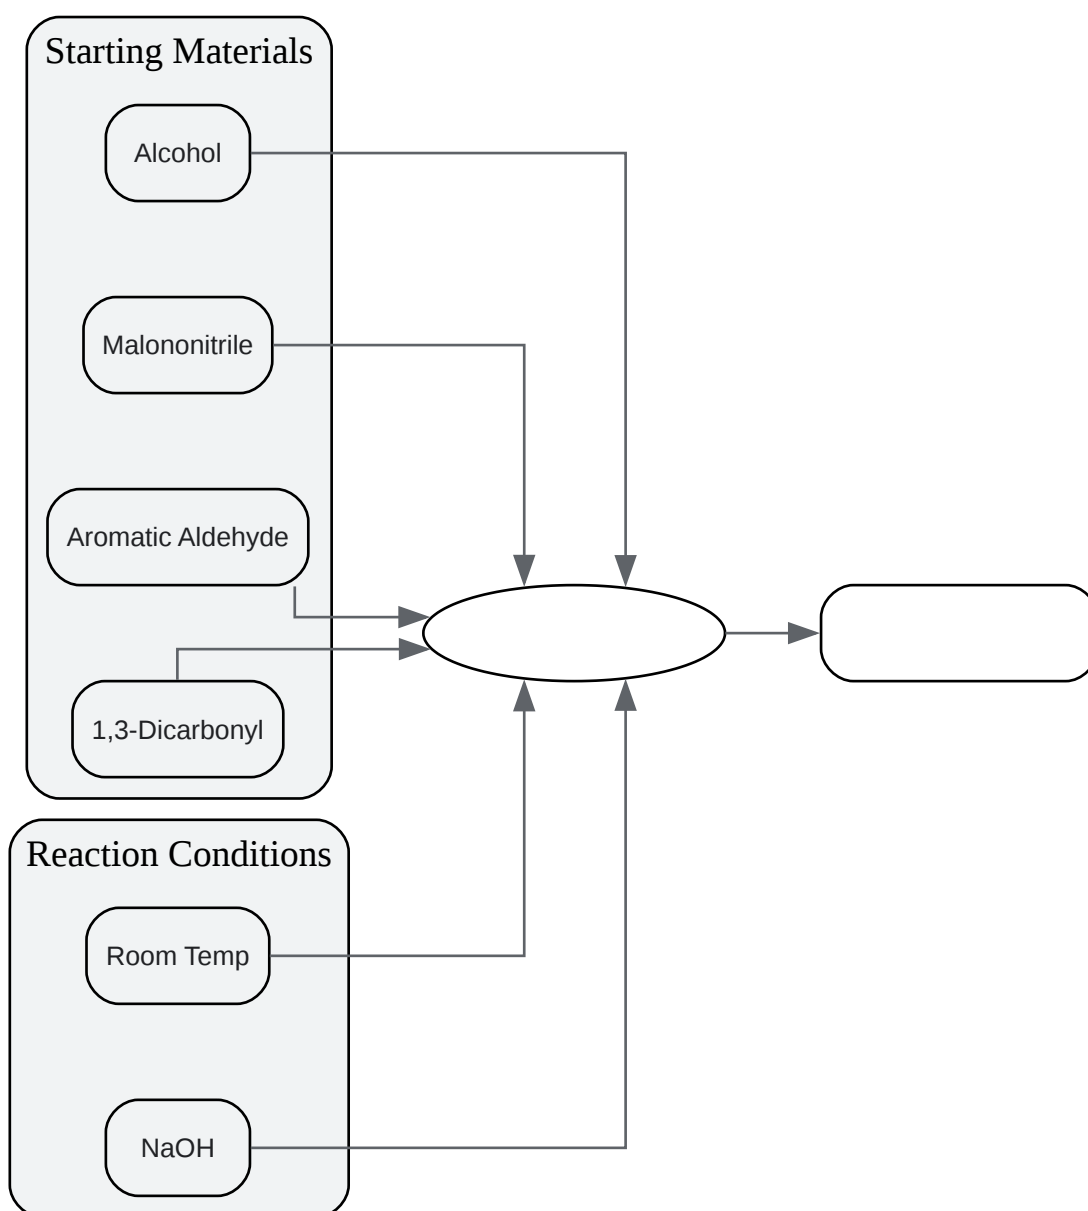 Starting Materials
Alcohol
Malononitrile
Aromatic Aldehyde
1,3-Dicarbonyl
Reaction Conditions
Room Temp
NaOH